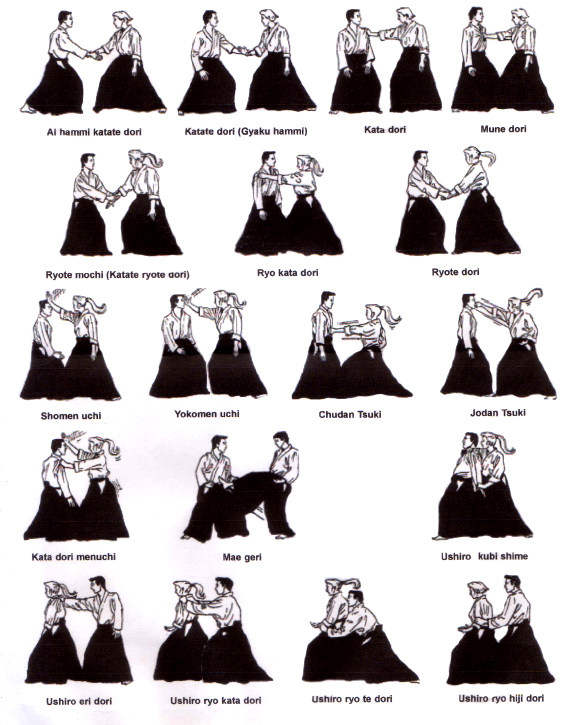 Ai hammi katate dori
Katate dori (Gyaku hammi)
Kata dori
Mune dori
Ryote mochi (Katate ryote dori)
Ryo kata dori
Ryote dori
Shomen uchi
Yokomen uchi
Chudan Tsuki
Jodan Tsuki
Kata dori menuchi
Mae geri
Ushiro kubi shime
Ushiro eri dori
Ushiro ryo kata dori
Ushiro ryo te dori
Ushiro ryo hiji dori